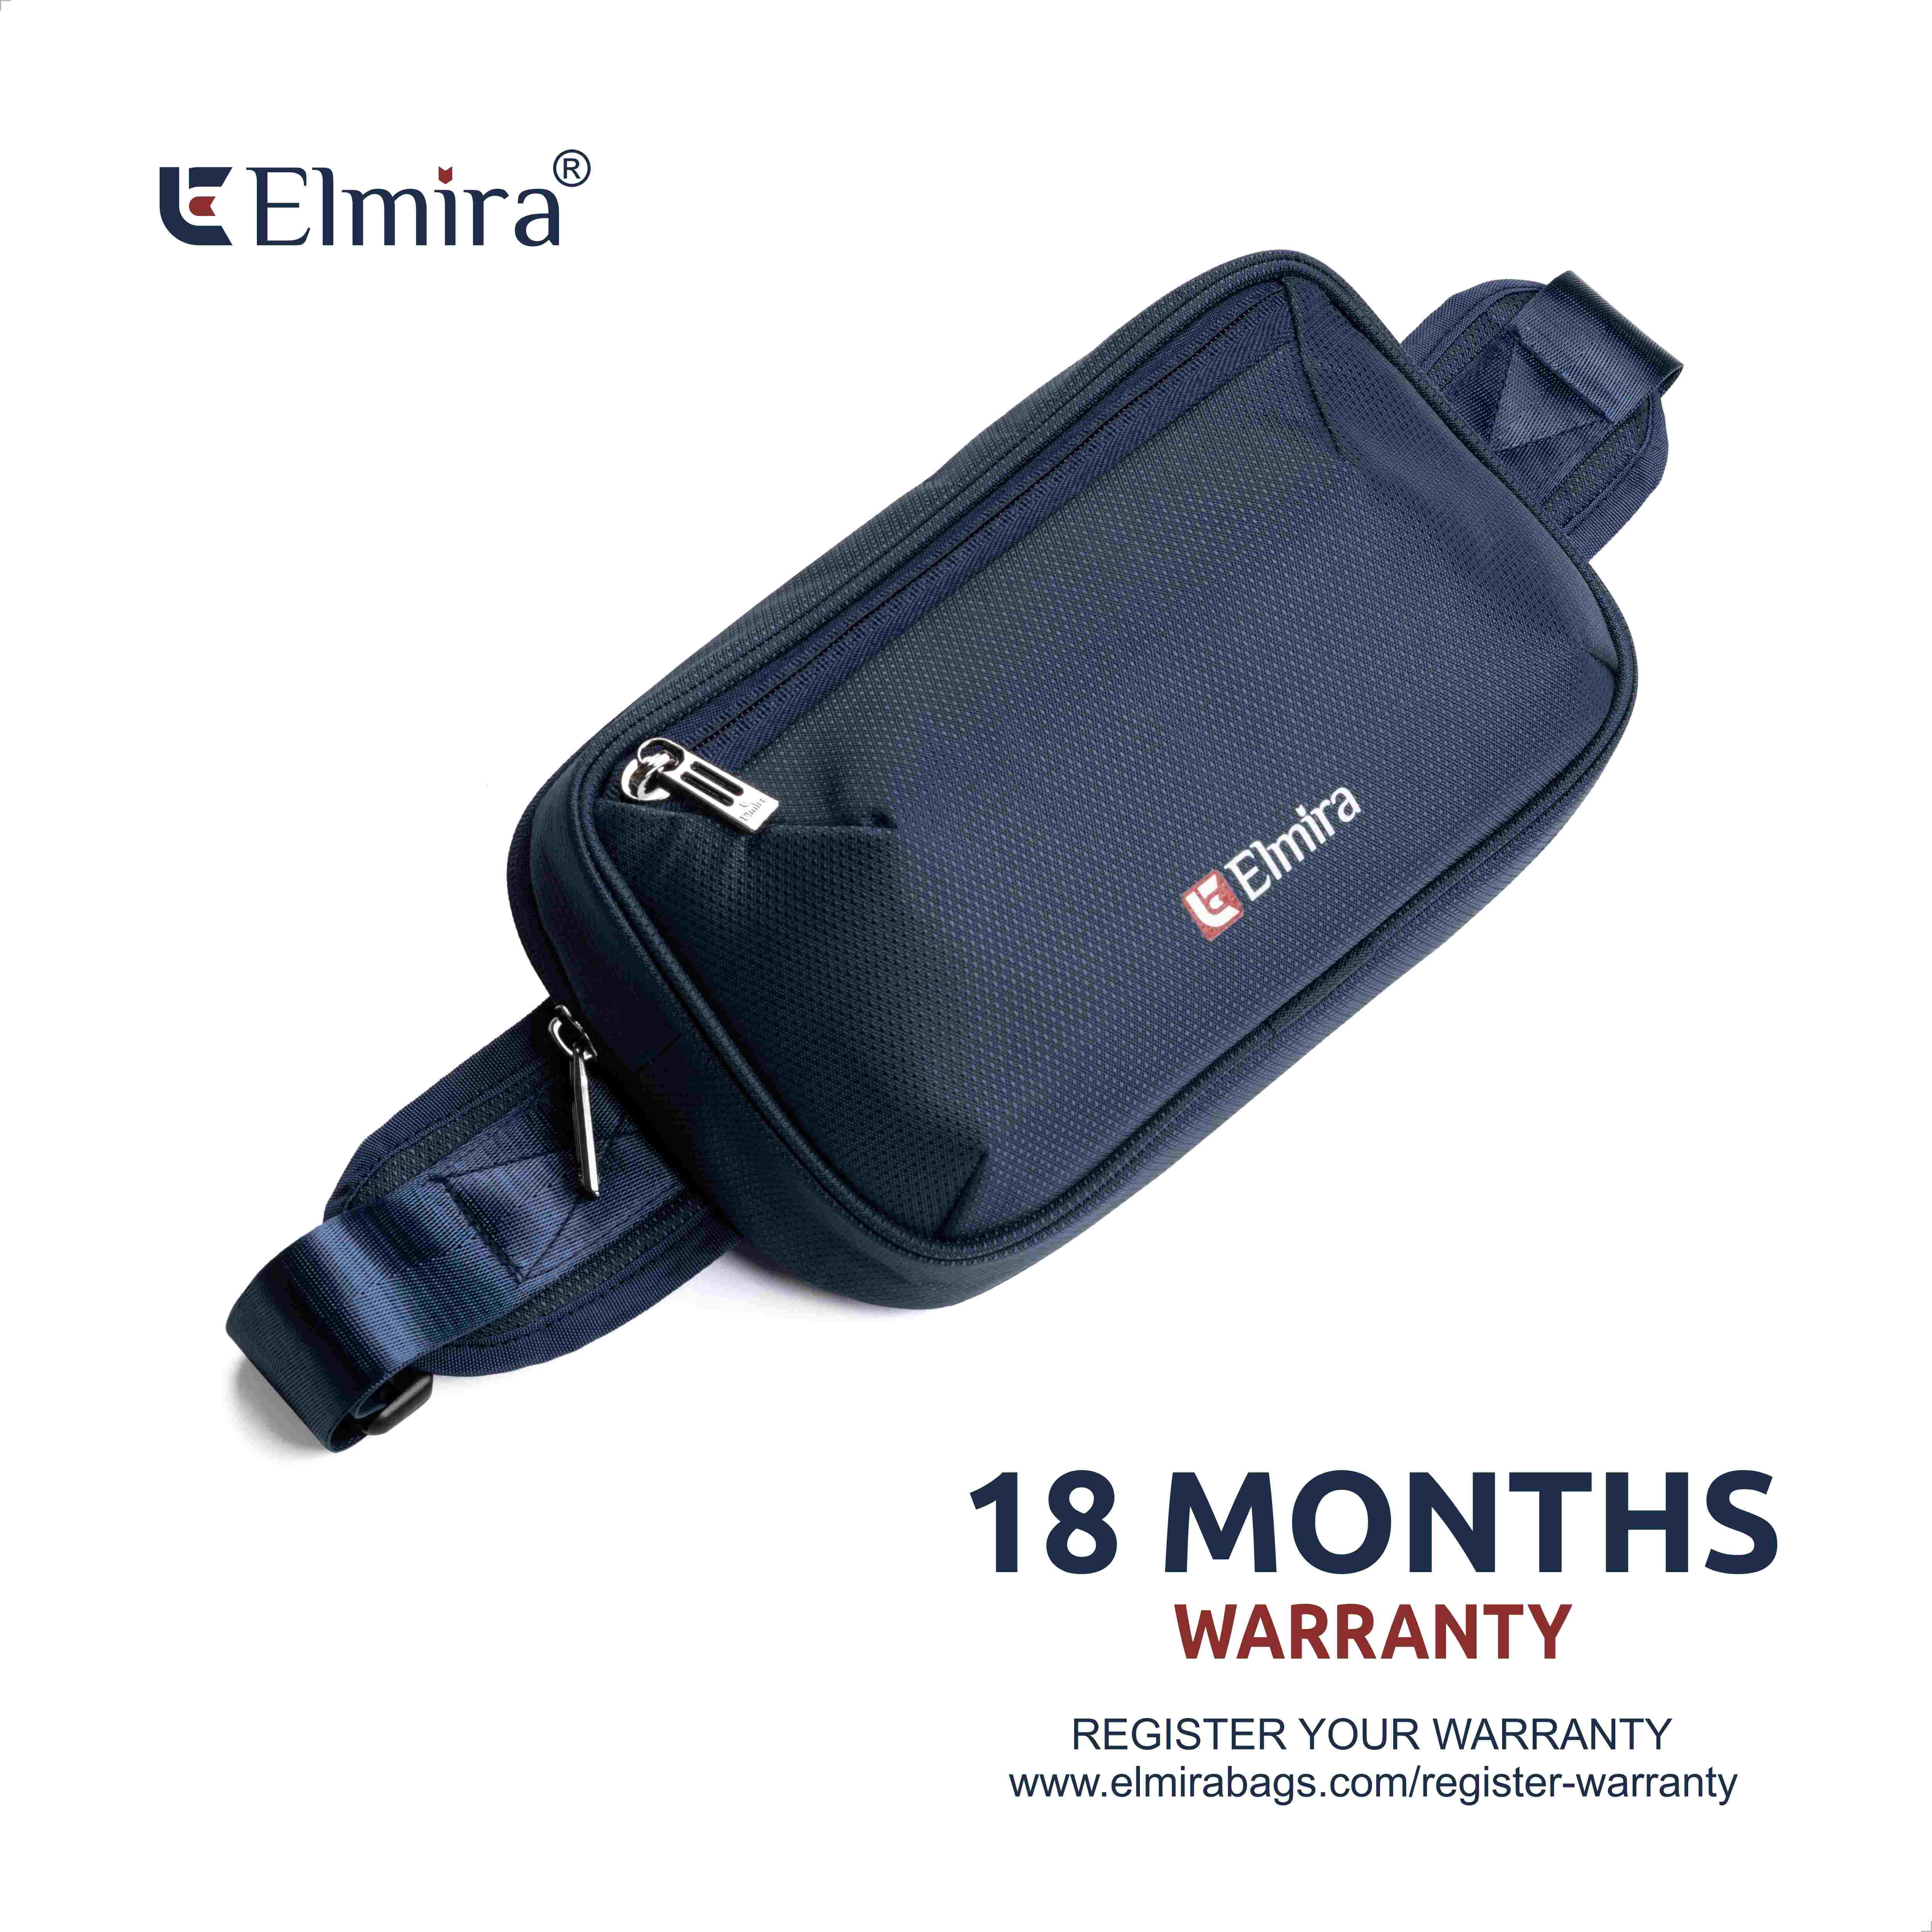 Elmira®
Elmira
18 MONTHS
WARRANTY
REGISTER YOUR WARRANTY
www.elmirabags.com/register-warranty